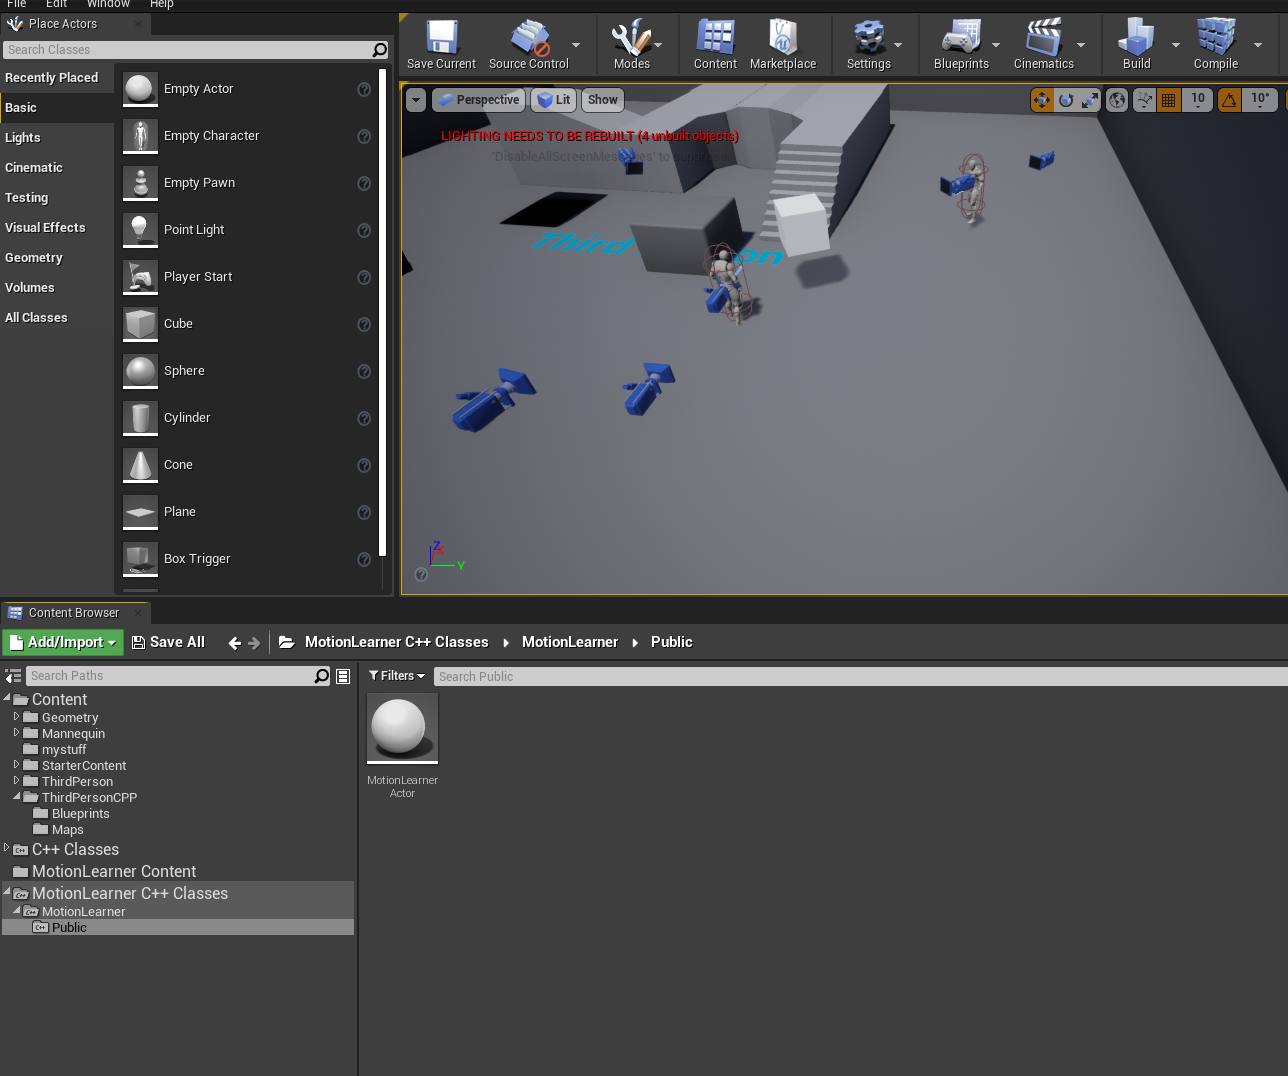 File Edit Window Help
Place Actors
Search Classes
Recently Placed
Basic
Lights
Cinematic
Testing
Visual Effects
Geometry
Volumes
All Classes
Empty Actor
Empty Character
Empty Pawn
Point Light
Player Start
Cube
Sphere
Cylinder
Cone
Plane
Box Trigger
Save Current Source Control Modes Content Marketplace Settings Blueprints Cinematics Build Compile
Perspective Lit Show 10 10°
LIGHTING NEEDS TO BE REBUILT (4 unbuilt objects)
'DisableAllScreenMessages' to suppress
Third on
Z X
Y
Content Browser
Add/Import Save All MotionLearner C++ Classes MotionLearner Public
Search Paths
Content
Geometry
Mannequin
mystuff
StarterContent
ThirdPerson
ThirdPersonCPP
Blueprints
Maps
C++ Classes
MotionLearner Content
MotionLearner C++ Classes
MotionLearner
Public
Filters Search Public
MotionLearner
Actor